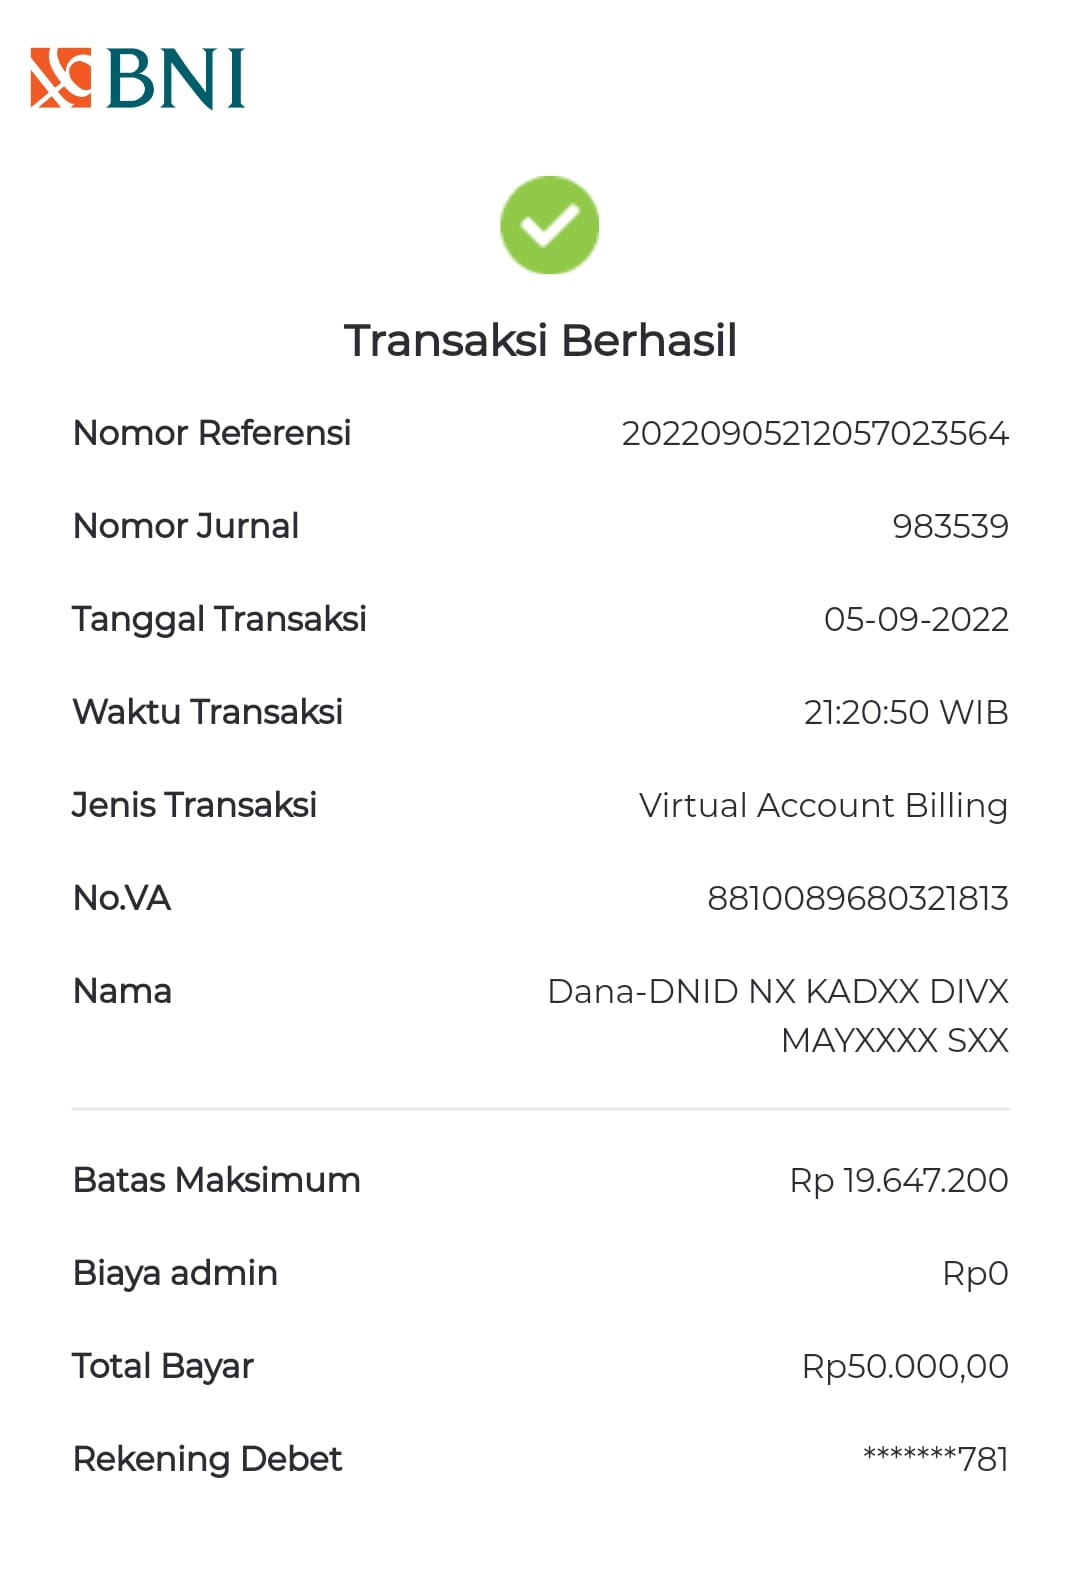 BNI
Transaksi Berhasil
Nomor Referensi 20220905212057023564
Nomor Jurnal 983539
Tanggal Transaksi 05-09-2022
Waktu Transaksi 21:20:50 WIB
Jenis Transaksi Virtual Account Billing
No.VA 8810089680321813
Nama Dana-DNID NX KADXX DIVX
MAYXXXX SXX
Batas Maksimum Rp 19.647.200
Biaya admin Rp0
Total Bayar Rp50.000,00
Rekening Debet *******781